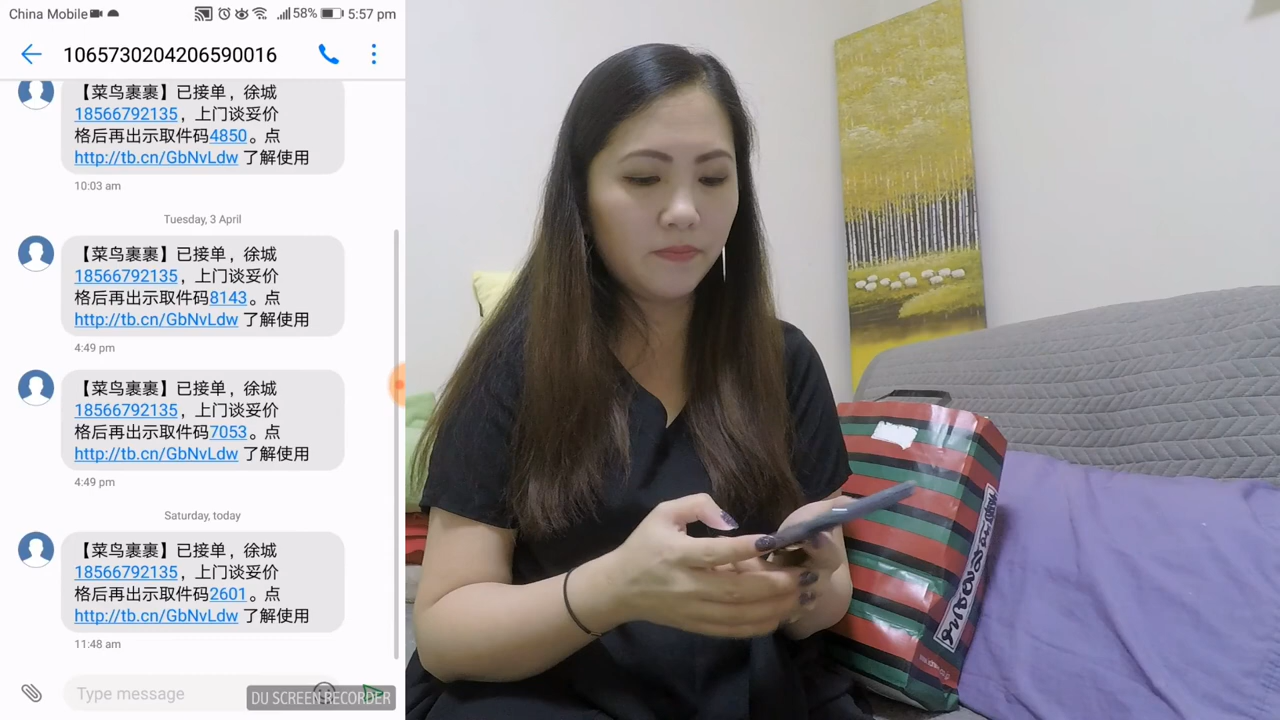 China Mobile
58% 5:57 pm
1065730204206590016
【菜鸟裹裹】已接单，徐城
18566792135，上门谈妥价
格后再出示取件码4850。点
http://tb.cn/GbNvLdw 了解使用
10:03 am
Tuesday, 3 April
【菜鸟裹裹】已接单，徐城
18566792135，上门谈妥价
格后再出示取件码8143。点
http://tb.cn/GbNvLdw 了解使用
4:49 pm
【菜鸟裹裹】已接单，徐城
18566792135，上门谈妥价
格后再出示取件码7053。点
http://tb.cn/GbNvLdw 了解使用
4:49 pm
Saturday, today
【菜鸟裹裹】已接单，徐城
18566792135，上门谈妥价
格后再出示取件码2601。点
http://tb.cn/GbNvLdw 了解使用
11:48 am
Type message
DU SCREEN RECORDER